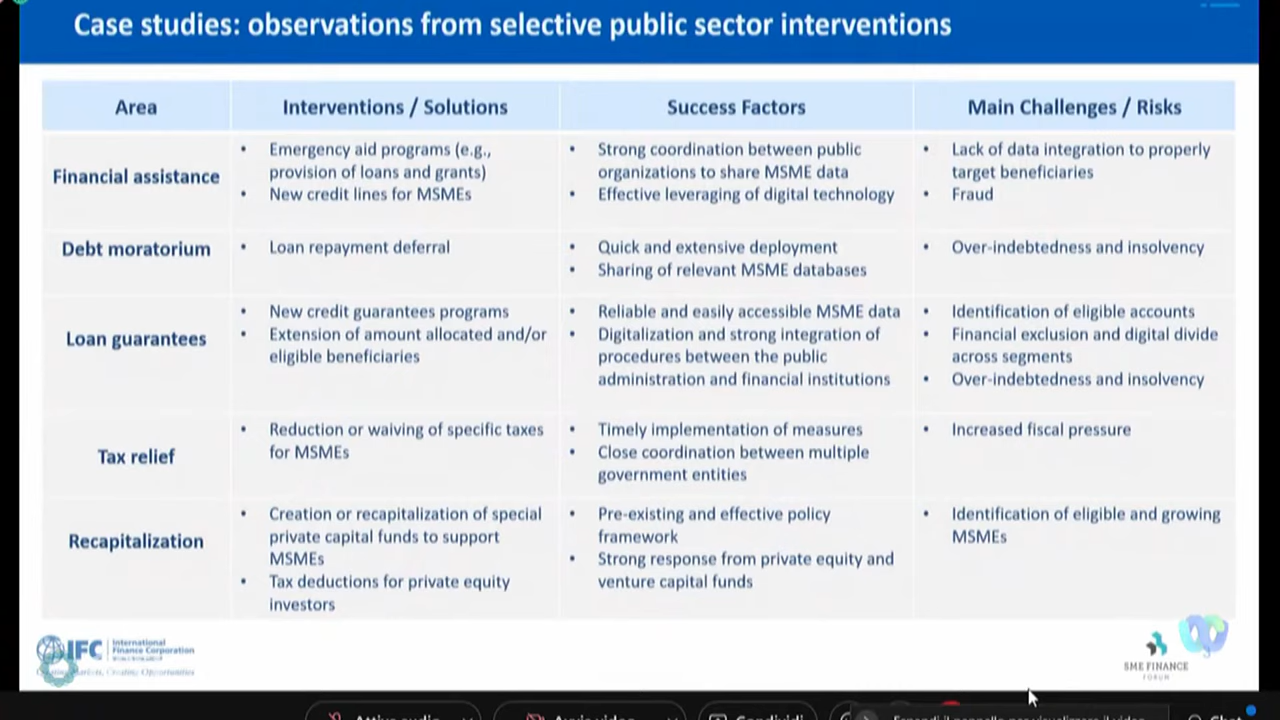 Case studies: observations from selective public sector interventions
Area
Interventions / Solutions
Success Factors
Main Challenges / Risks
Financial assistance
• Emergency aid programs (e.g.,
provision of loans and grants)
• New credit lines for MSMEs
• Strong coordination between public
organizations to share MSME data
• Effective leveraging of digital technology
• Lack of data integration to properly
target beneficiaries
• Fraud
Debt moratorium
• Loan repayment deferral
• Quick and extensive deployment
• Sharing of relevant MSME databases
• Over-indebtedness and insolvency
Loan guarantees
• New credit guarantees programs
• Extension of amount allocated and/or
eligible beneficiaries
• Reliable and easily accessible MSME data
• Digitalization and strong integration of
procedures between the public
administration and financial institutions
• Identification of eligible accounts
• Financial exclusion and digital divide
across segments
• Over-indebtedness and insolvency
Tax relief
• Reduction or waiving of specific taxes
for MSMEs
• Timely implementation of measures
• Close coordination between multiple
government entities
• Increased fiscal pressure
Recapitalization
• Creation or recapitalization of special
private capital funds to support
MSMEs
• Tax deductions for private equity
investors
• Pre-existing and effective policy
framework
• Strong response from private equity and
venture capital funds
• Identification of eligible and growing
MSMEs
IFC
International
Finance Corporation
Creating Markets, Creating Opportunities
SME FINANCE
FORUM